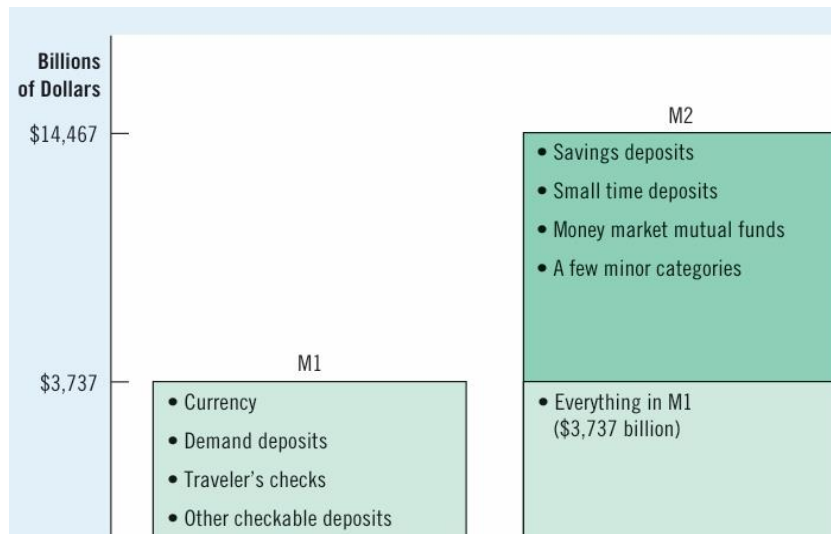 Billions
of Dollars
$14,467
M2
• Savings deposits
• Small time deposits
• Money market mutual funds
• A few minor categories
M1
$3,737
• Currency
• Demand deposits
• Traveler's checks
• Other checkable deposits
• Everything in M1
($3,737 billion)